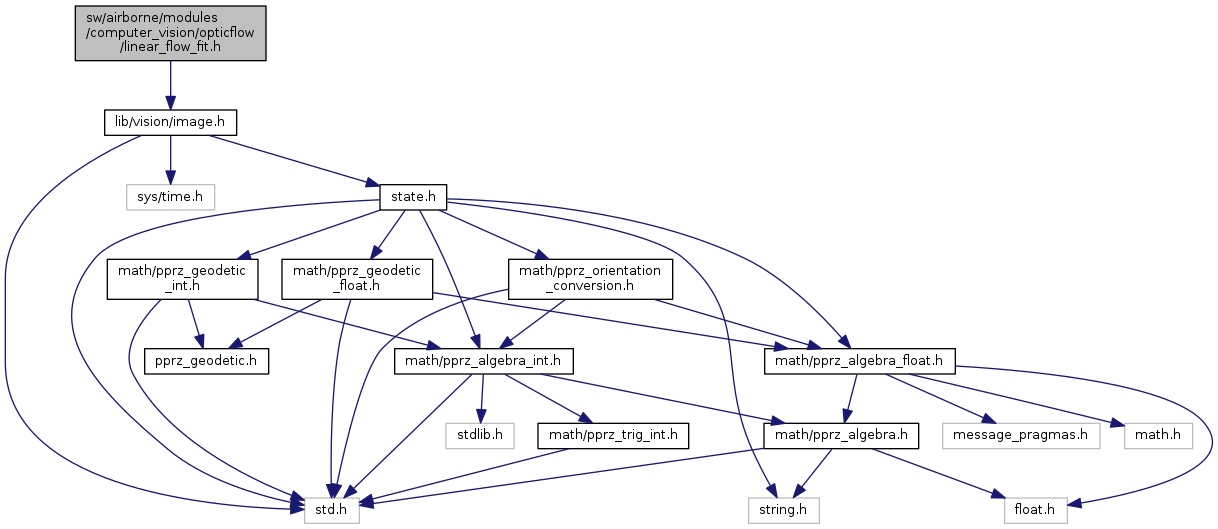 sw/airborne/modules
/computer_vision/opticflow
/linear_flow_fit.h
lib/vision/image.h
sys/time.h
state.h
math/pprz_geodetic
_int.h
math/pprz_geodetic
_float.h
math/pprz_orientation
_conversion.h
pprz_geodetic.h
math/pprz_algebra_int.h
math/pprz_algebra_float.h
stdlib.h
math/pprz_trig_int.h
math/pprz_algebra.h
message_pragmas.h
math.h
std.h
string.h
float.h